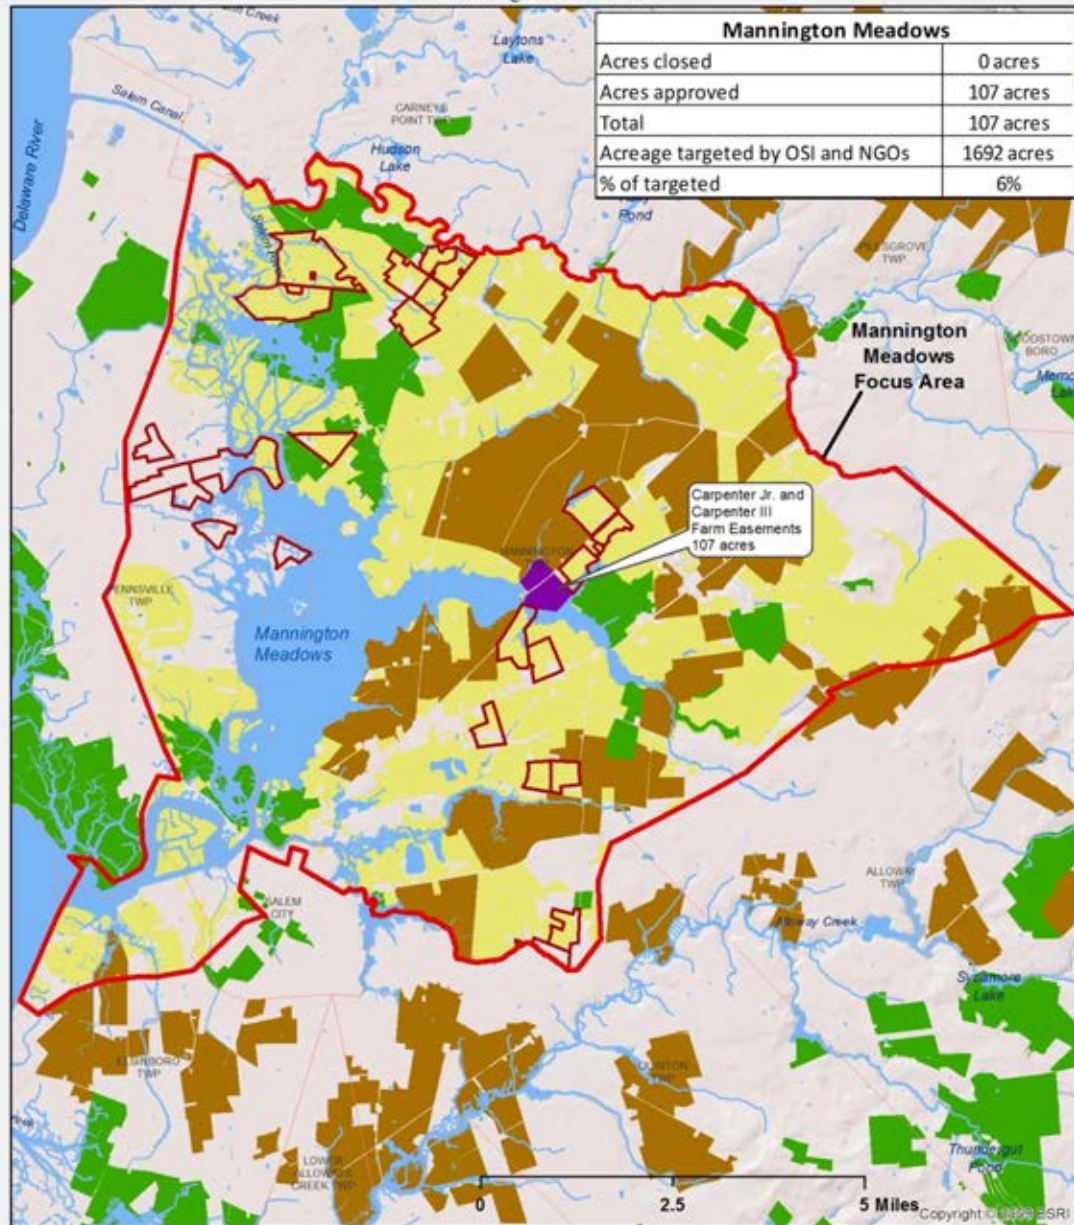 Mannington Meadows
Acres closed 0 acres
Acres approved 107 acres
Total 107 acres
Acreage targeted by OSI and NGOs 1692 acres
% of targeted 6%
Creek
Laytons
Lake
Salem Canal
CARNEYS
POINT TWP
Hudson
Lake
Delaware River
Pond
PILESGROVE
TWP
Mannington
Meadows
Focus Area
WOODSTOWN
BORO
Carpenter Jr. and
Carpenter III
Farm Easements
107 acres
MANNINGTON
ENNSVILLE
TWP
Mannington
Meadows
SALEM
CITY
ALLOWAY
TWP
Alloway Creek
Sycamore
Lake
ELSINBORO
TWP
QUINTON
TWP
LOWER
ALLOWAYS
CREEK TWP
Thundergut
Pond
0 2.5 5 Miles
Copyright © ESRI